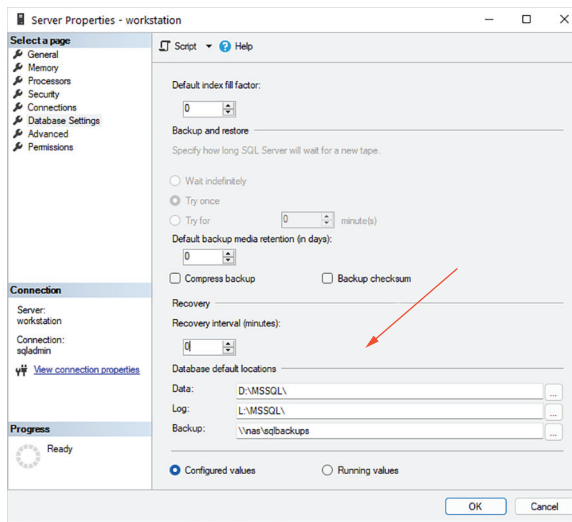 Server Properties - workstation
Select a page
General
Memory
Processors
Security
Connections
Database Settings
Advanced
Permissions
Script
Help
Default index fill factor:
0
Backup and restore
Specify how long SQL Server will wait for a new tape.
Wait indefinitely
Try once
Try for 0 minute(s)
Default backup media retention (in days):
0
Compress backup
Backup checksum
Recovery
Recovery interval (minutes):
0
Database default locations
Data: D:\MSSQL\ ...
Log: L:\MSSQL\ ...
Backup: \\nas\sqlbackups ...
Configured values
Running values
Connection
Server:
workstation
Connection:
sqladmin
View connection properties
Progress
Ready
OK
Cancel